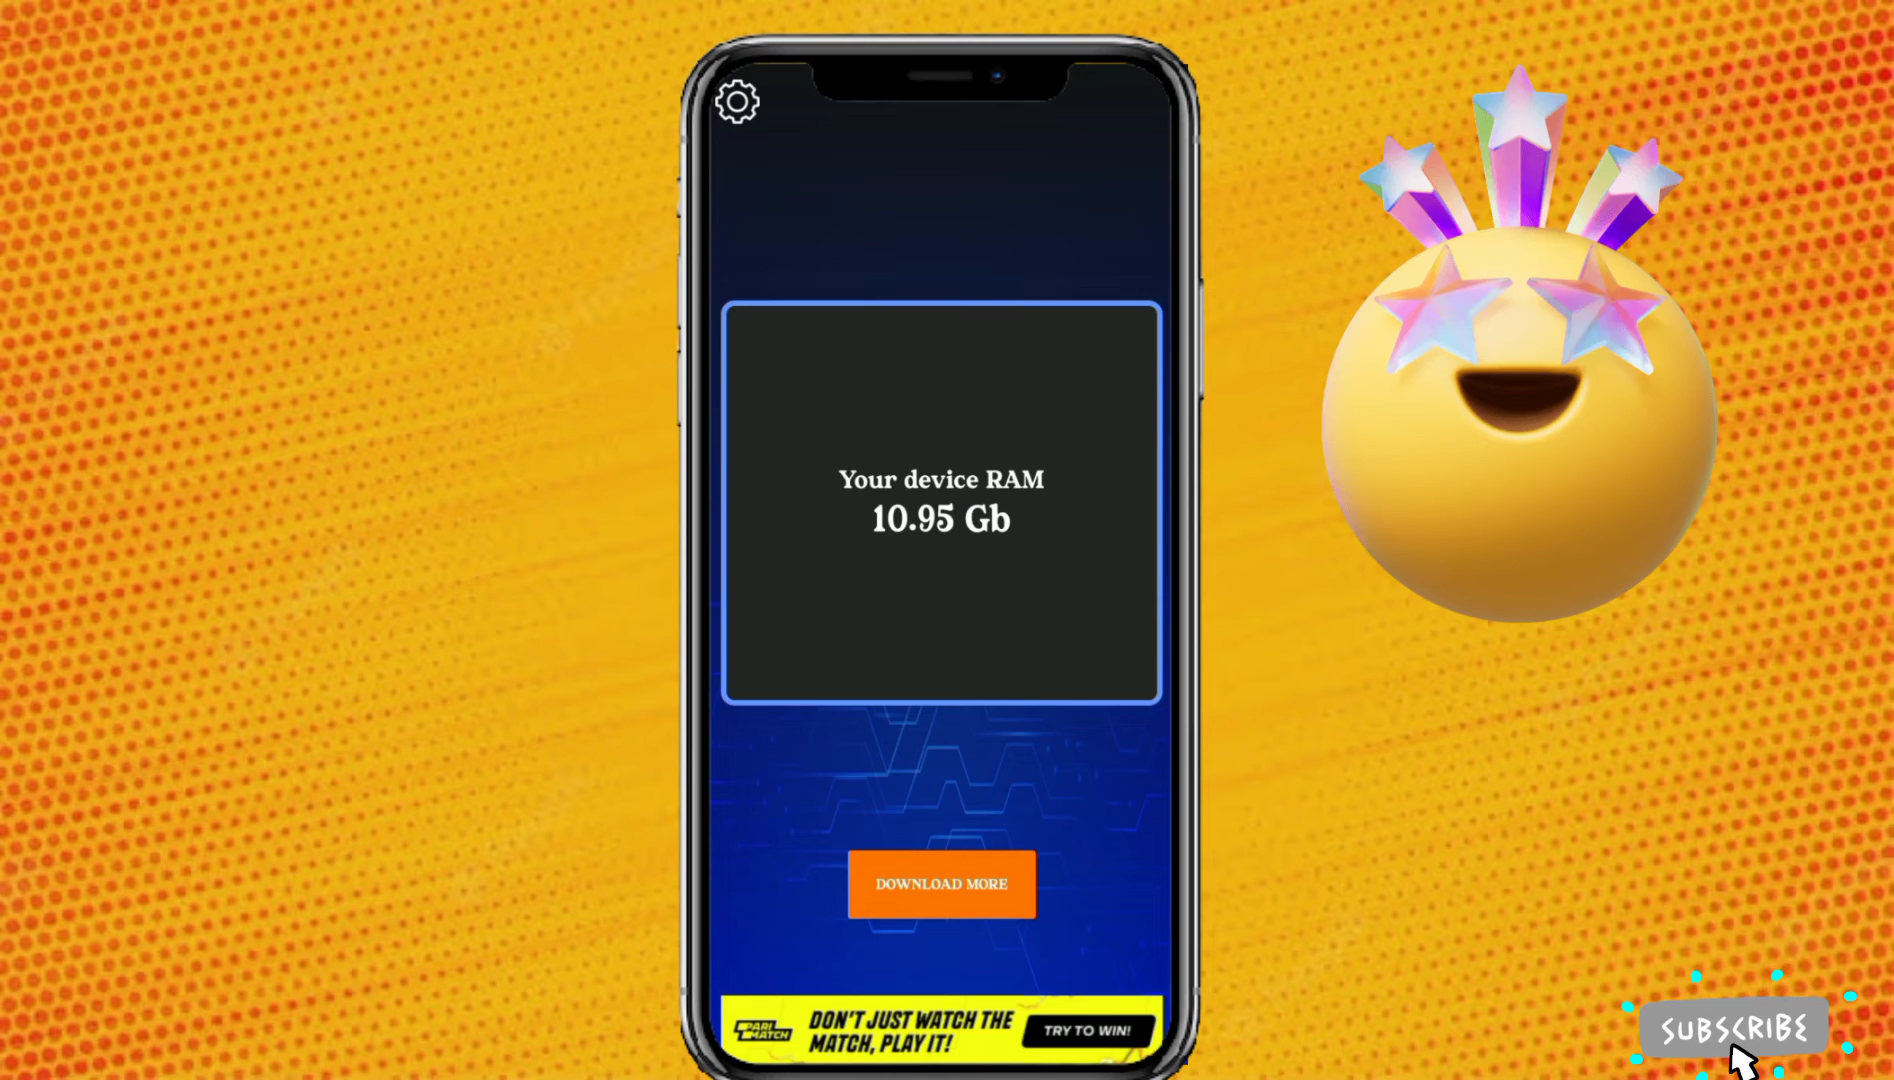 Your device RAM
10.95 Gb
DOWNLOAD MORE
PARI
MATCH
DON'T JUST WATCH THE
MATCH, PLAY IT!
TRY TO WIN!
SUBSCRIBE